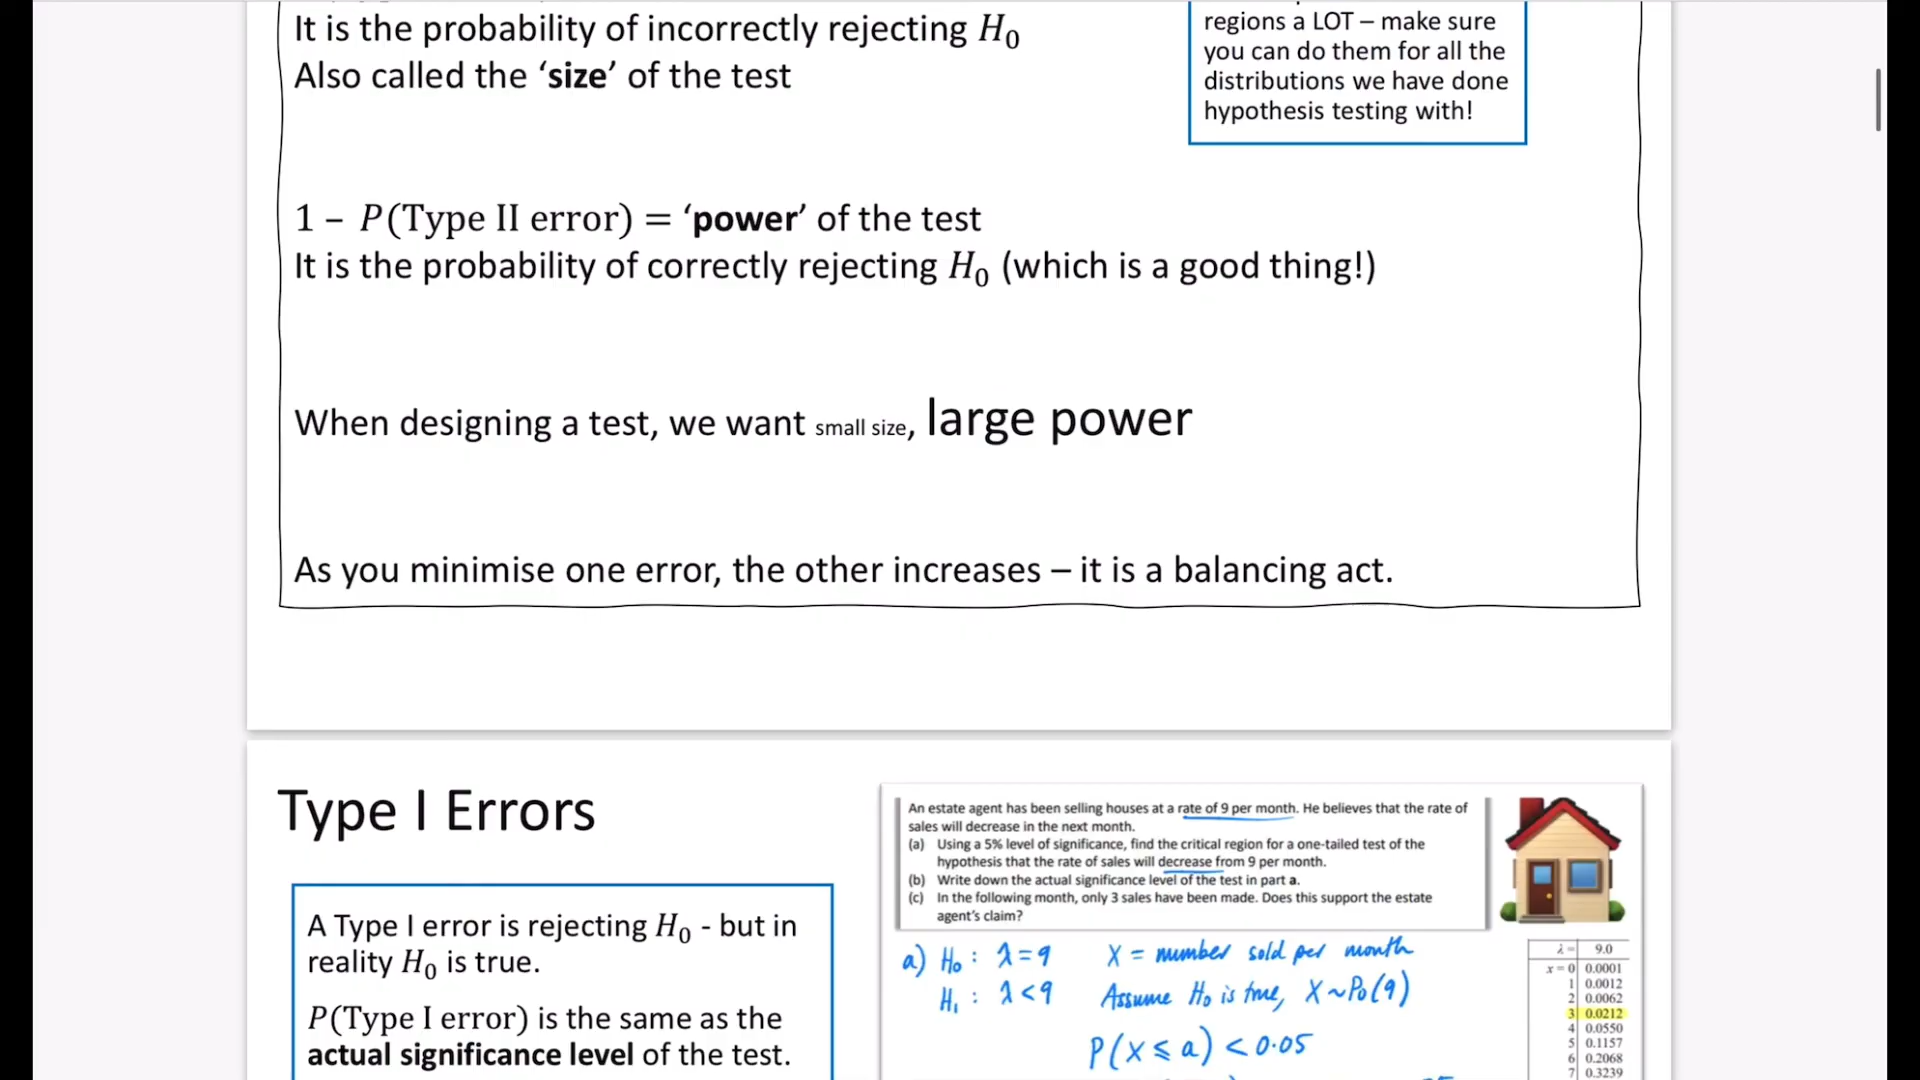 It is the probability of incorrectly rejecting H₀
Also called the ‘size’ of the test
regions a LOT – make sure
you can do them for all the
distributions we have done
hypothesis testing with!
1 – P(Type II error) = ‘power’ of the test
It is the probability of correctly rejecting H₀ (which is a good thing!)
When designing a test, we want small size, large power
As you minimise one error, the other increases – it is a balancing act.
Type I Errors
A Type I error is rejecting H₀ - but in
reality H₀ is true.
P(Type I error) is the same as the
actual significance level of the test.
An estate agent has been selling houses at a rate of 9 per month. He believes that the rate of
sales will decrease in the next month.
(a) Using a 5% level of significance, find the critical region for a one-tailed test of the
hypothesis that the rate of sales will decrease from 9 per month.
(b) Write down the actual significance level of the test in part a.
(c) In the following month, only 3 sales have been made. Does this support the estate
agent’s claim?
a) H₀ : λ = 9 X = number sold per month
H₁ : λ < 9 Assume H₀ is true, X ~ Po(9)
P(X ⩽ a) < 0.05
λ = 9.0
x = 0 0.0001
1 0.0012
2 0.0062
3 0.0212
4 0.0550
5 0.1157
6 0.2068
7 0.3239